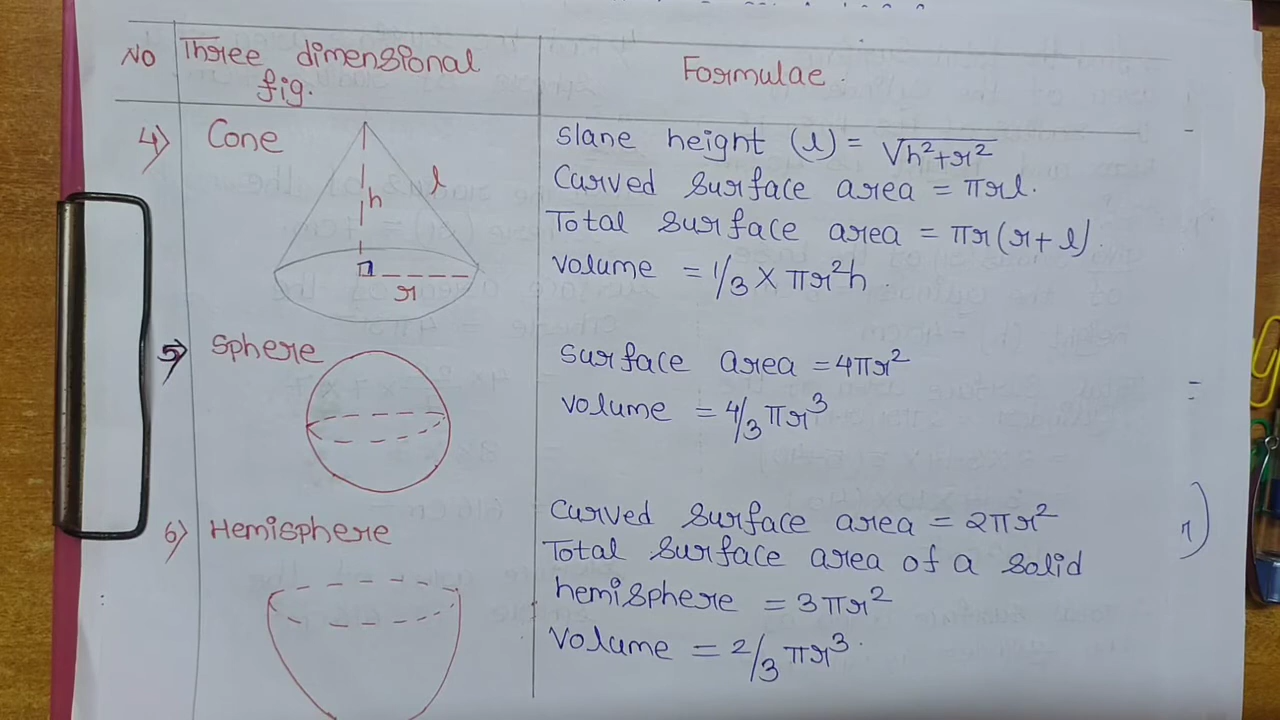 No Three dimensional fig. Formulae.
4) Cone
h
l
r
Slane height (l) = √h²+r²
Curved surface area = πrl.
Total surface area = πr(r+l).
Volume = 1/3 × πr²h.
5) Sphere
Surface area = 4πr²
Volume = 4/3 πr³
6) Hemisphere
Curved surface area = 2πr²
Total surface area of a solid
hemisphere = 3πr²
Volume = 2/3 πr³.